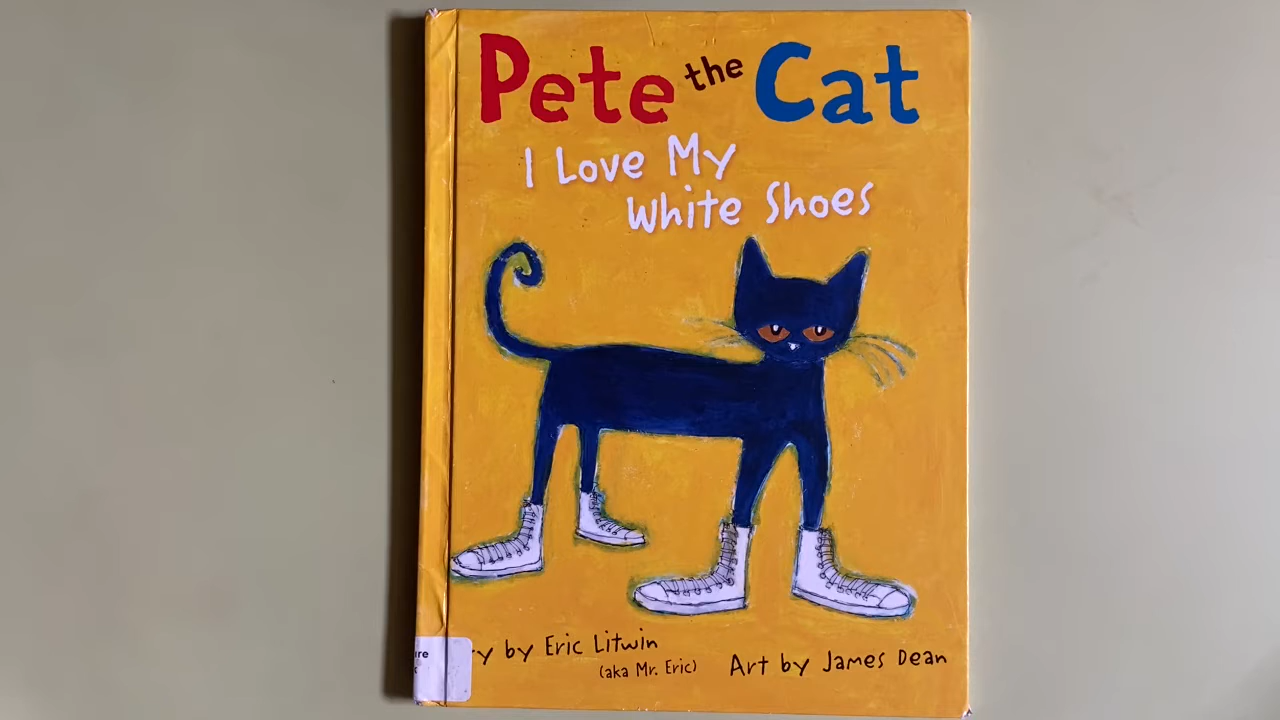 Pete the Cat
I Love My
White Shoes
by Eric Litwin
(aka Mr. Eric)
Art by James Dean